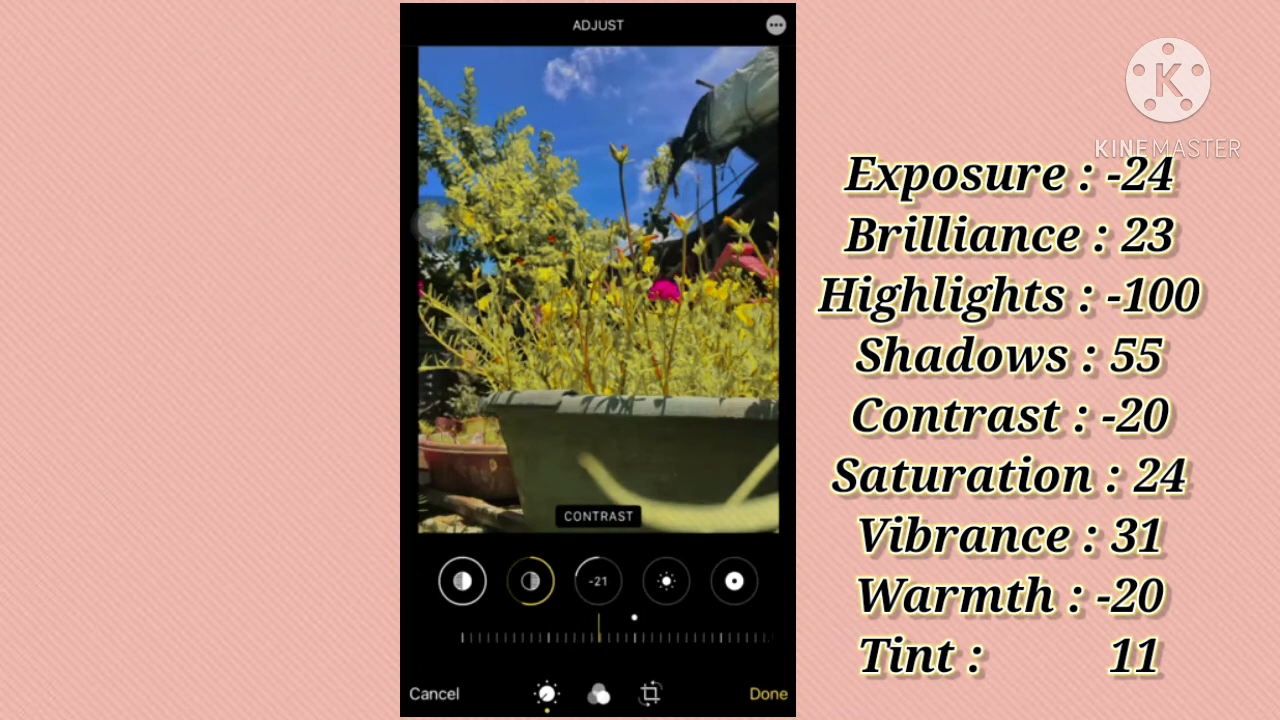 ADJUST
CONTRAST
-21
Cancel
Done
K
KINEMASTER
Exposure : -24
Brilliance : 23
Highlights : -100
Shadows : 55
Contrast : -20
Saturation : 24
Vibrance : 31
Warmth : -20
Tint : 11